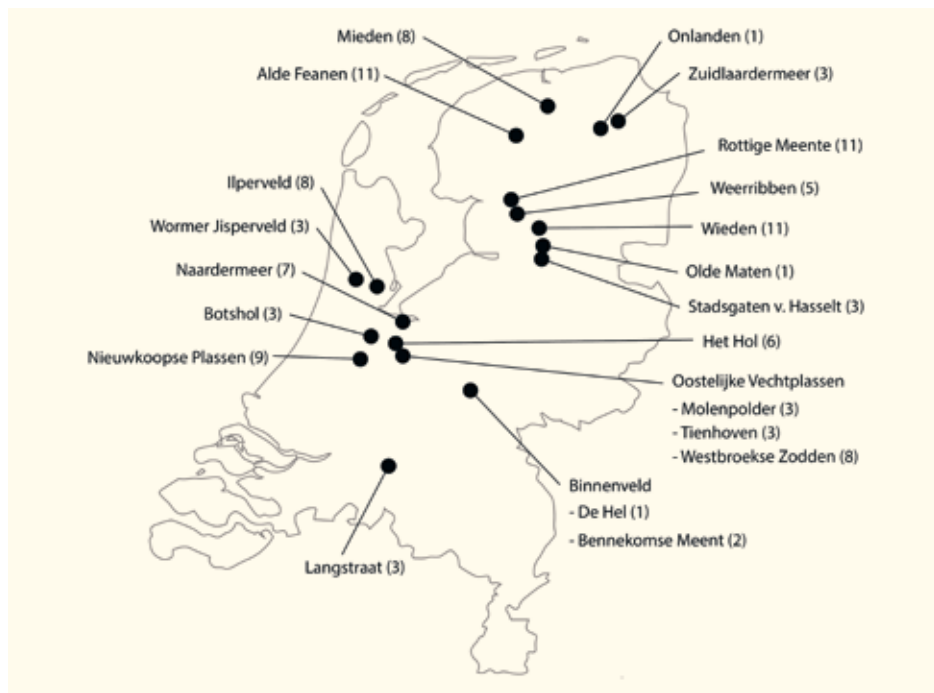 Mieden (8)
Onlanden (1)
Alde Feanen (11)
Zuidlaardermeer (3)
Rottige Meente (11)
Ilperveld (8)
Weerribben (5)
Wormer Jisperveld (3)
Wieden (11)
Naardermeer (7)
Olde Maten (1)
Botshol (3)
Stadsgaten v. Hasselt (3)
Nieuwkoopse Plassen (9)
Het Hol (6)
Oostelijke Vechtplassen
- Molenpolder (3)
- Tienhoven (3)
- Westbroekse Zodden (8)
Binnenveld
- De Hel (1)
- Bennekomse Meent (2)
Langstraat (3)